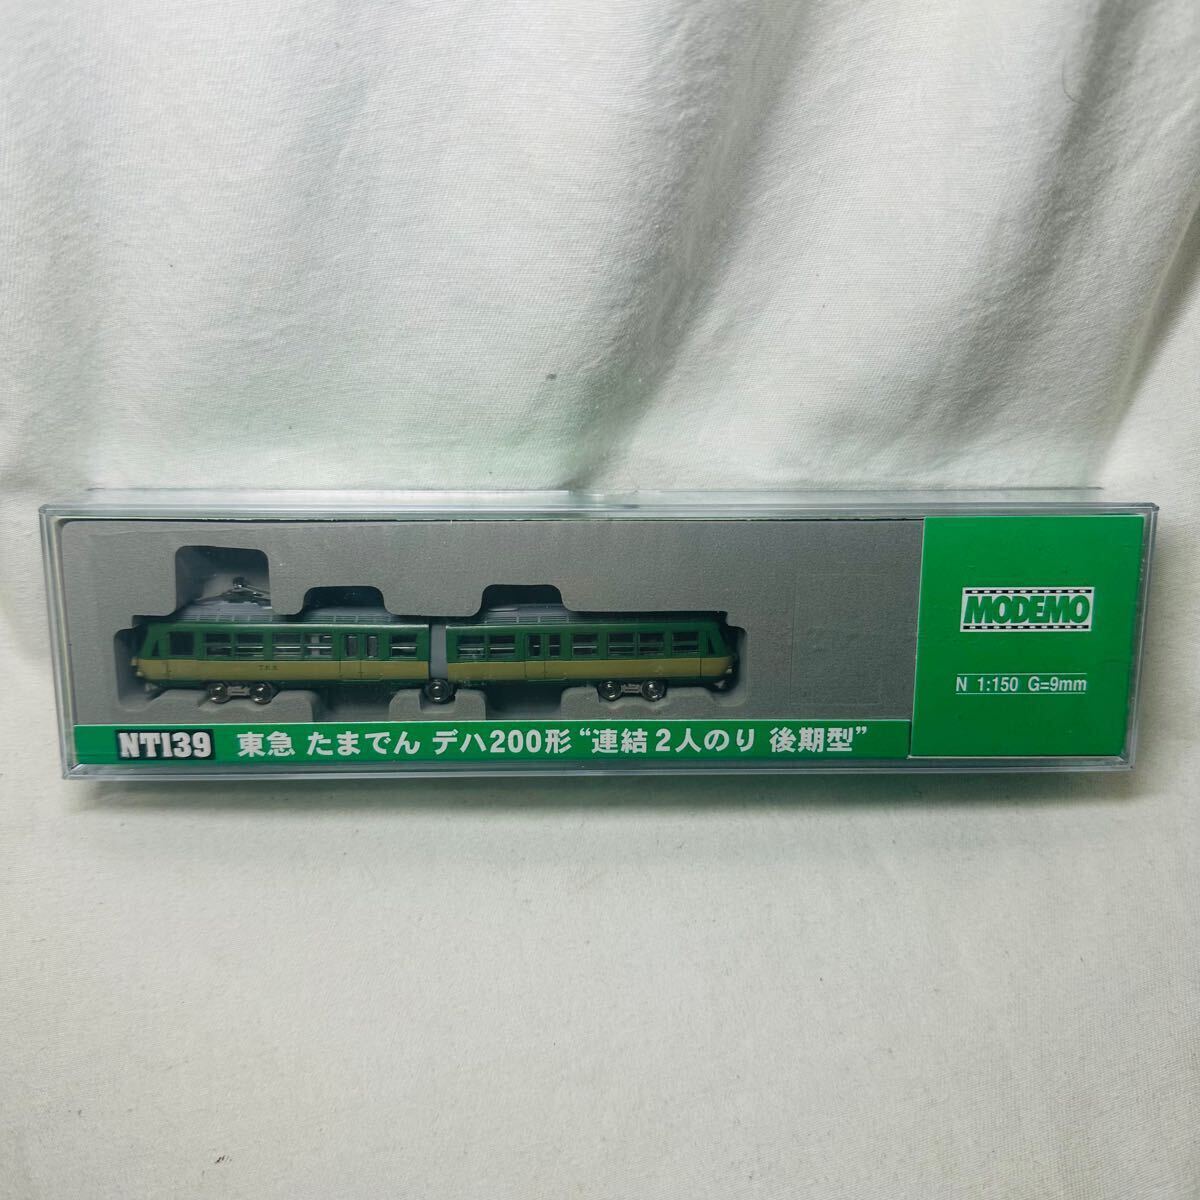 MODEMO
N 1:150 G=9mm
T.K.K.
NT139 東急 たまでん デハ200形 “連結2人のり 後期型”